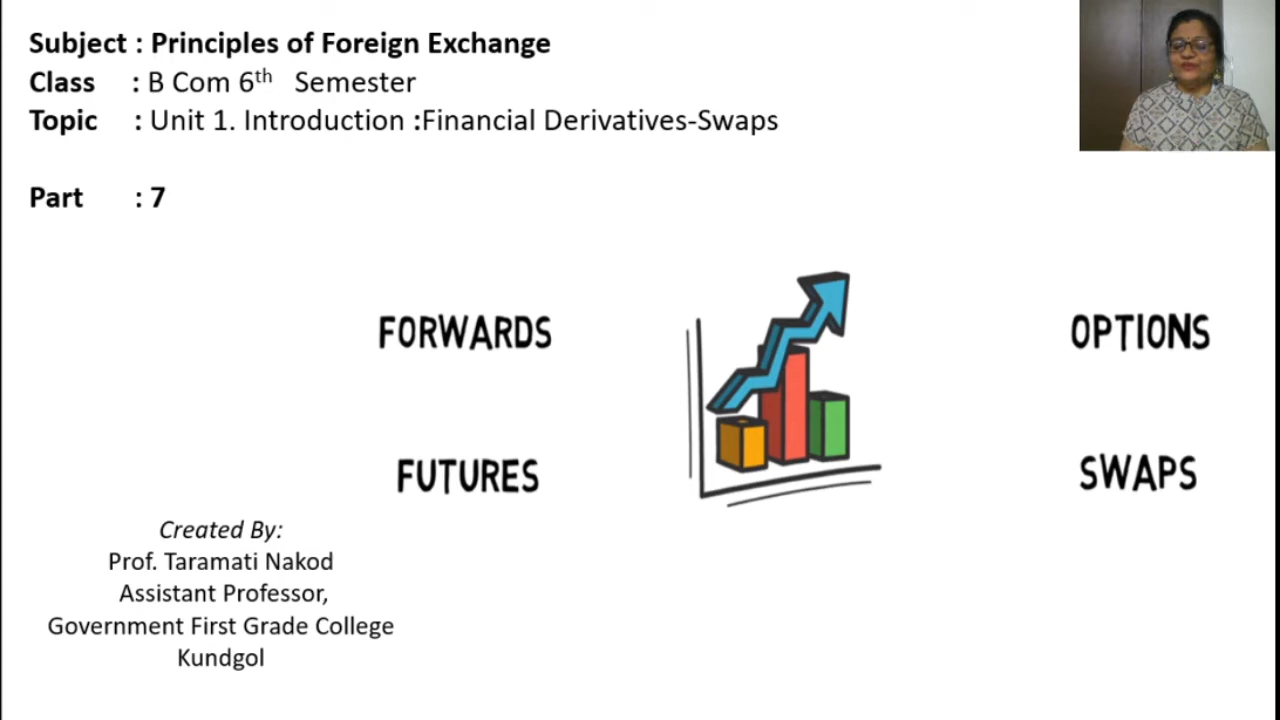 Subject : Principles of Foreign Exchange
Class : B Com 6th Semester
Topic : Unit 1. Introduction :Financial Derivatives-Swaps
Part : 7
FORWARDS
OPTIONS
FUTURES
SWAPS
Created By:
Prof. Taramati Nakod
Assistant Professor,
Government First Grade College
Kundgol